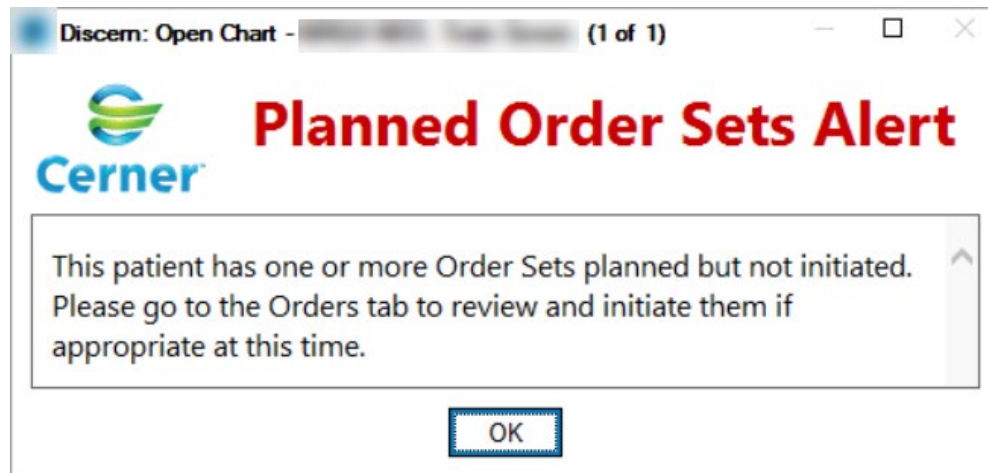 Discern: Open Chart - (1 of 1)
Cerner™
Planned Order Sets Alert
This patient has one or more Order Sets planned but not initiated.
Please go to the Orders tab to review and initiate them if
appropriate at this time.
OK